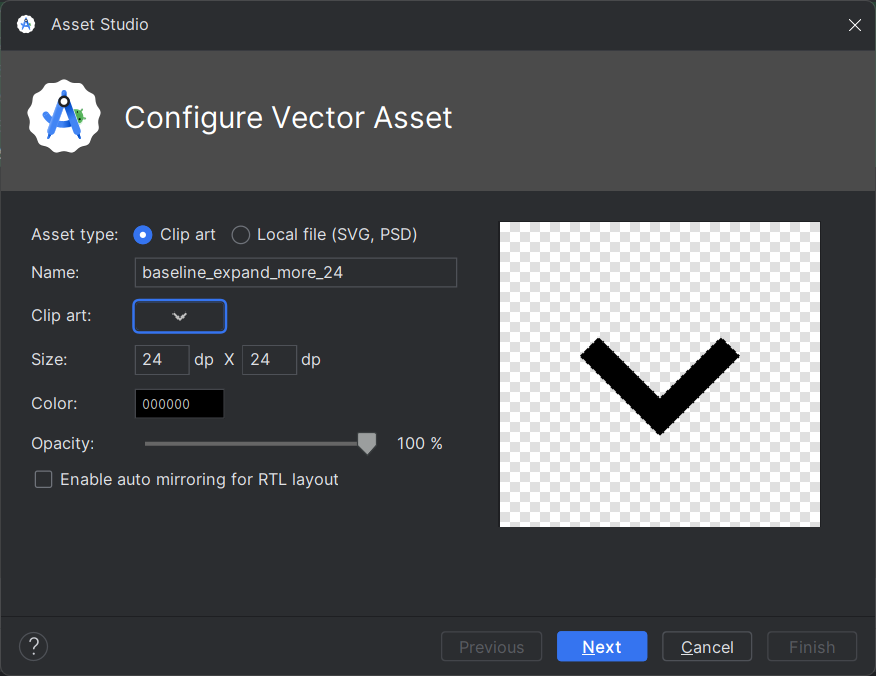 Asset Studio
Configure Vector Asset
Asset type: Clip art Local file (SVG, PSD)
Name: baseline_expand_more_24
Clip art:
Size: 24 dp X 24 dp
Color: 000000
Opacity: 100 %
Enable auto mirroring for RTL layout
? Previous Next Cancel Finish